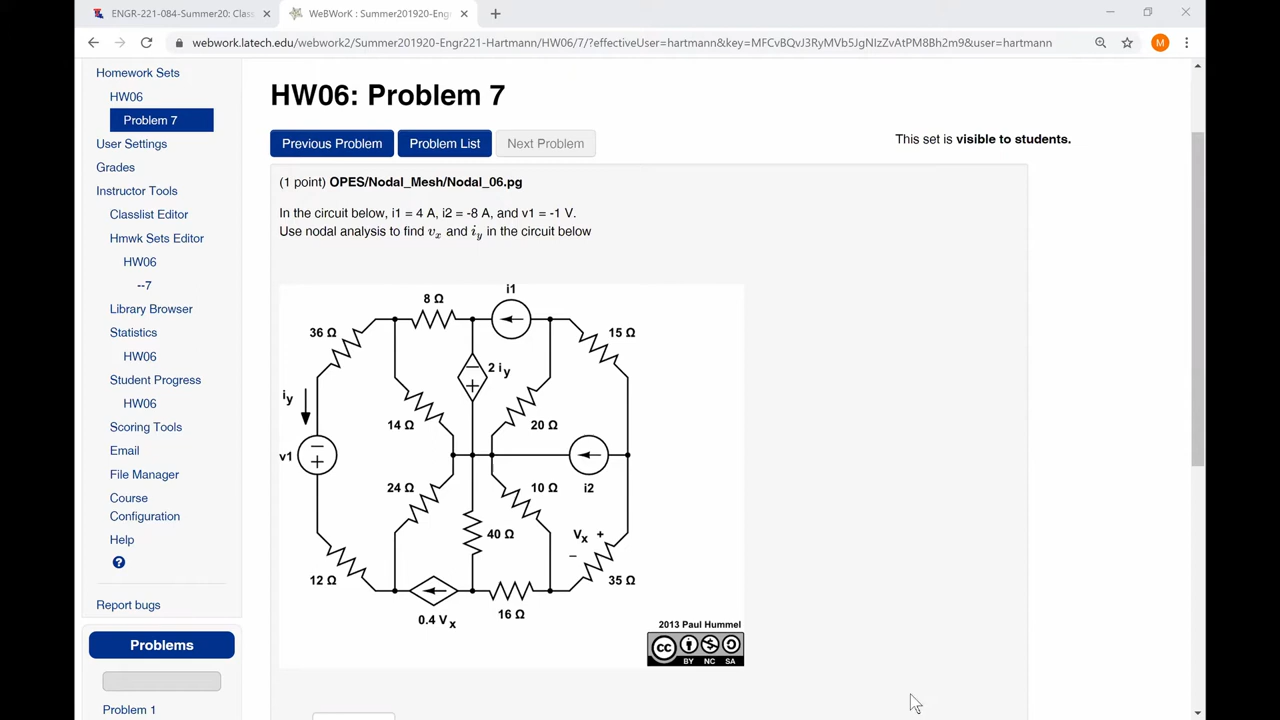 ENGR-221-084-Summer20: Class
WeBWorK : Summer201920-Engr
webwork.latech.edu/webwork2/Summer201920-Engr221-Hartmann/HW06/7/?effectiveUser=hartmann&key=MFCvBQvJ3RyMVb5JgNIzZvAtPM8Bh2m9&user=hartmann
M
Homework Sets
HW06
Problem 7
User Settings
Grades
Instructor Tools
Classlist Editor
Hmwk Sets Editor
HW06
--7
Library Browser
Statistics
HW06
Student Progress
HW06
Scoring Tools
Email
File Manager
Course
Configuration
Help
?
Report bugs
Problems
Problem 1
HW06: Problem 7
Previous Problem
Problem List
Next Problem
This set is visible to students.
(1 point) OPES/Nodal_Mesh/Nodal_06.pg
In the circuit below, i1 = 4 A, i2 = -8 A, and v1 = -1 V.
Use nodal analysis to find vx and iy in the circuit below
8 Ω
i1
36 Ω
15 Ω
2 iy
iy
14 Ω
20 Ω
v1
24 Ω
10 Ω
i2
40 Ω
Vx +
−
12 Ω
35 Ω
0.4 Vx
16 Ω
2013 Paul Hummel
cc
BY NC SA